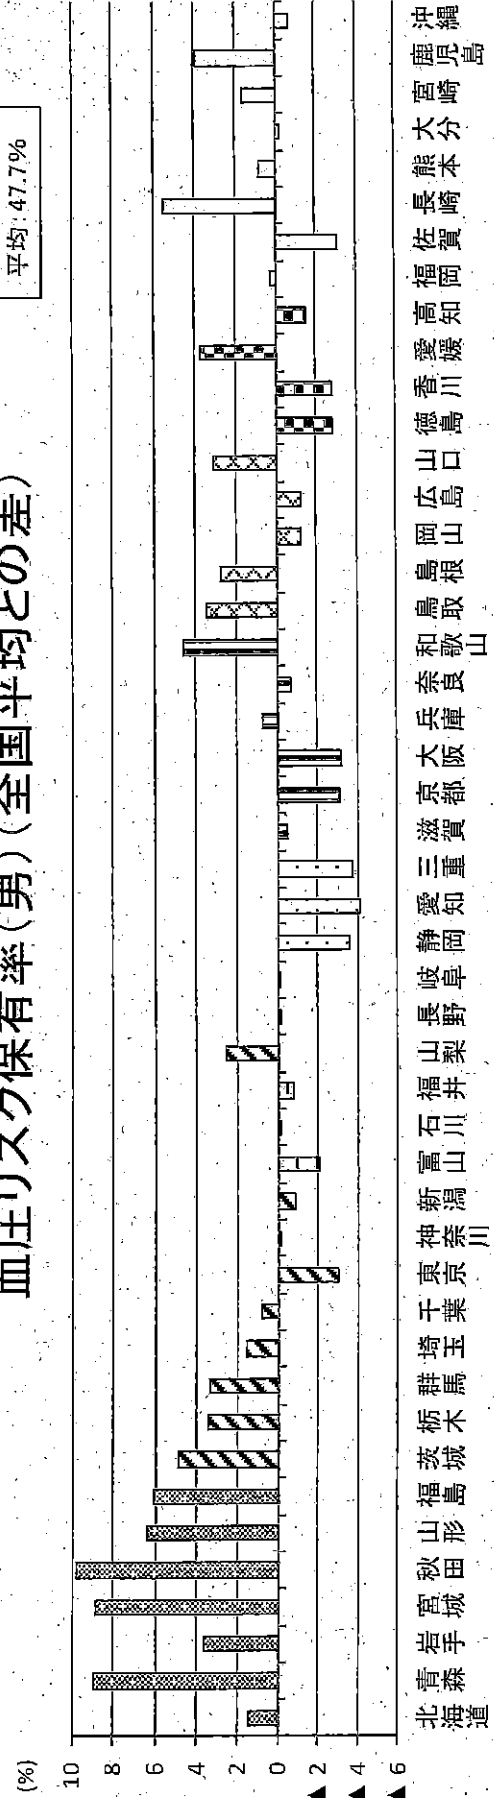 血圧リスク保有率(男)(全国平均との差)
平均:47.7%
(%)
10
8
6
4
2
0
▲ 2
▲ 4
▲ 6
北海道
青森
岩手
宮城
秋田
山形
福島
茨城
栃木
群馬
埼玉
千葉
東京
神奈川
新潟
富山
石川
福井
山梨
長野
岐阜
静岡
愛知
三重
滋賀
京都
大阪
兵庫
奈良
和歌山
鳥取
島根
岡山
広島
山口
徳島
香川
愛媛
高知
福岡
佐賀
長崎
熊本
大分
宮崎
鹿児島
沖縄